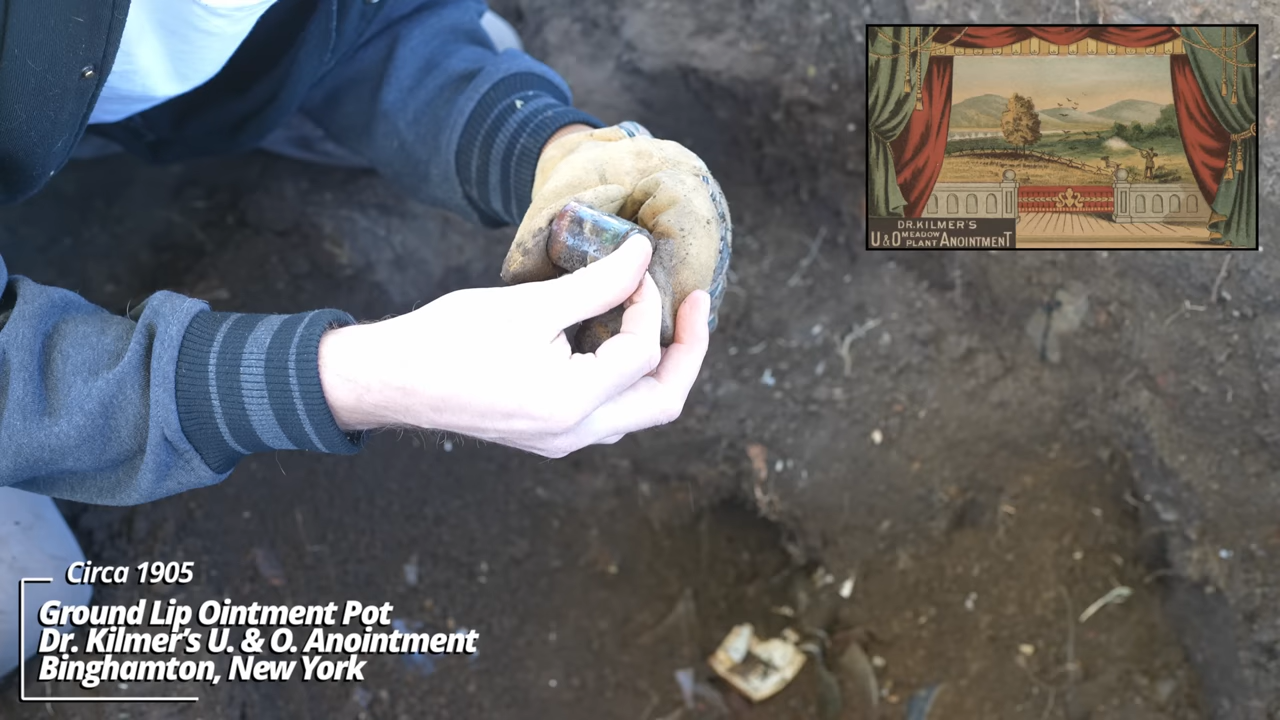 DR. KILMER'S
U & O MEADOW PLANT ANOINTMENT
Circa 1905
Ground Lip Ointment Pot
Dr. Kilmer's U. & O. Anointment
Binghamton, New York